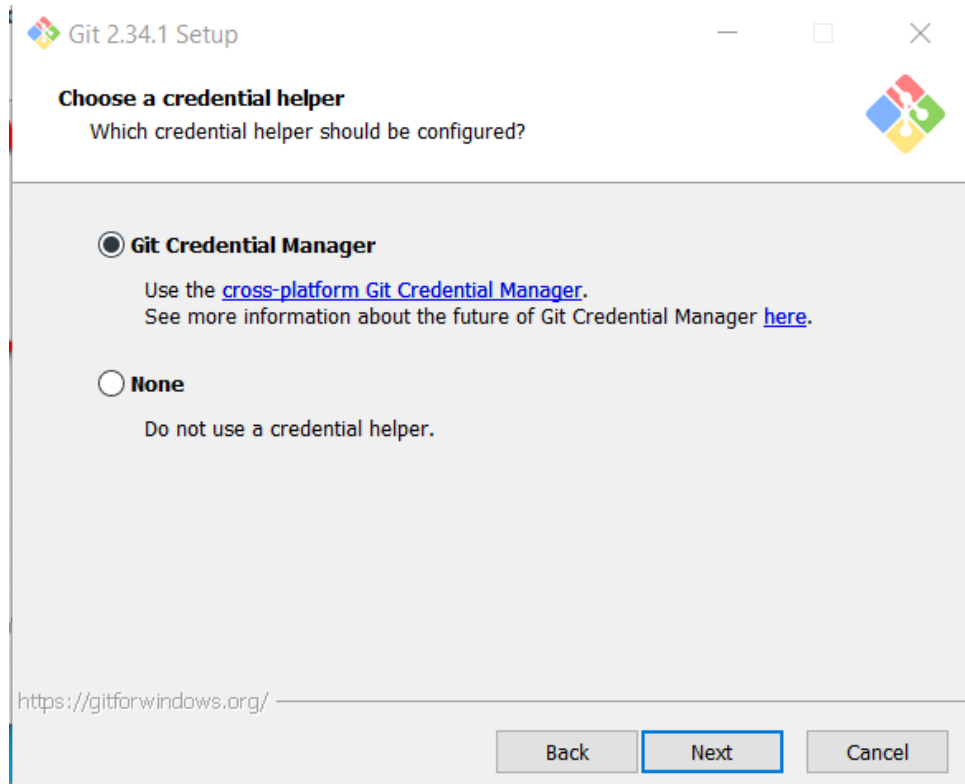 Git 2.34.1 Setup
Choose a credential helper
Which credential helper should be configured?
Git Credential Manager
Use the cross-platform Git Credential Manager.
See more information about the future of Git Credential Manager here.
None
Do not use a credential helper.
https://gitforwindows.org/
Back Next Cancel